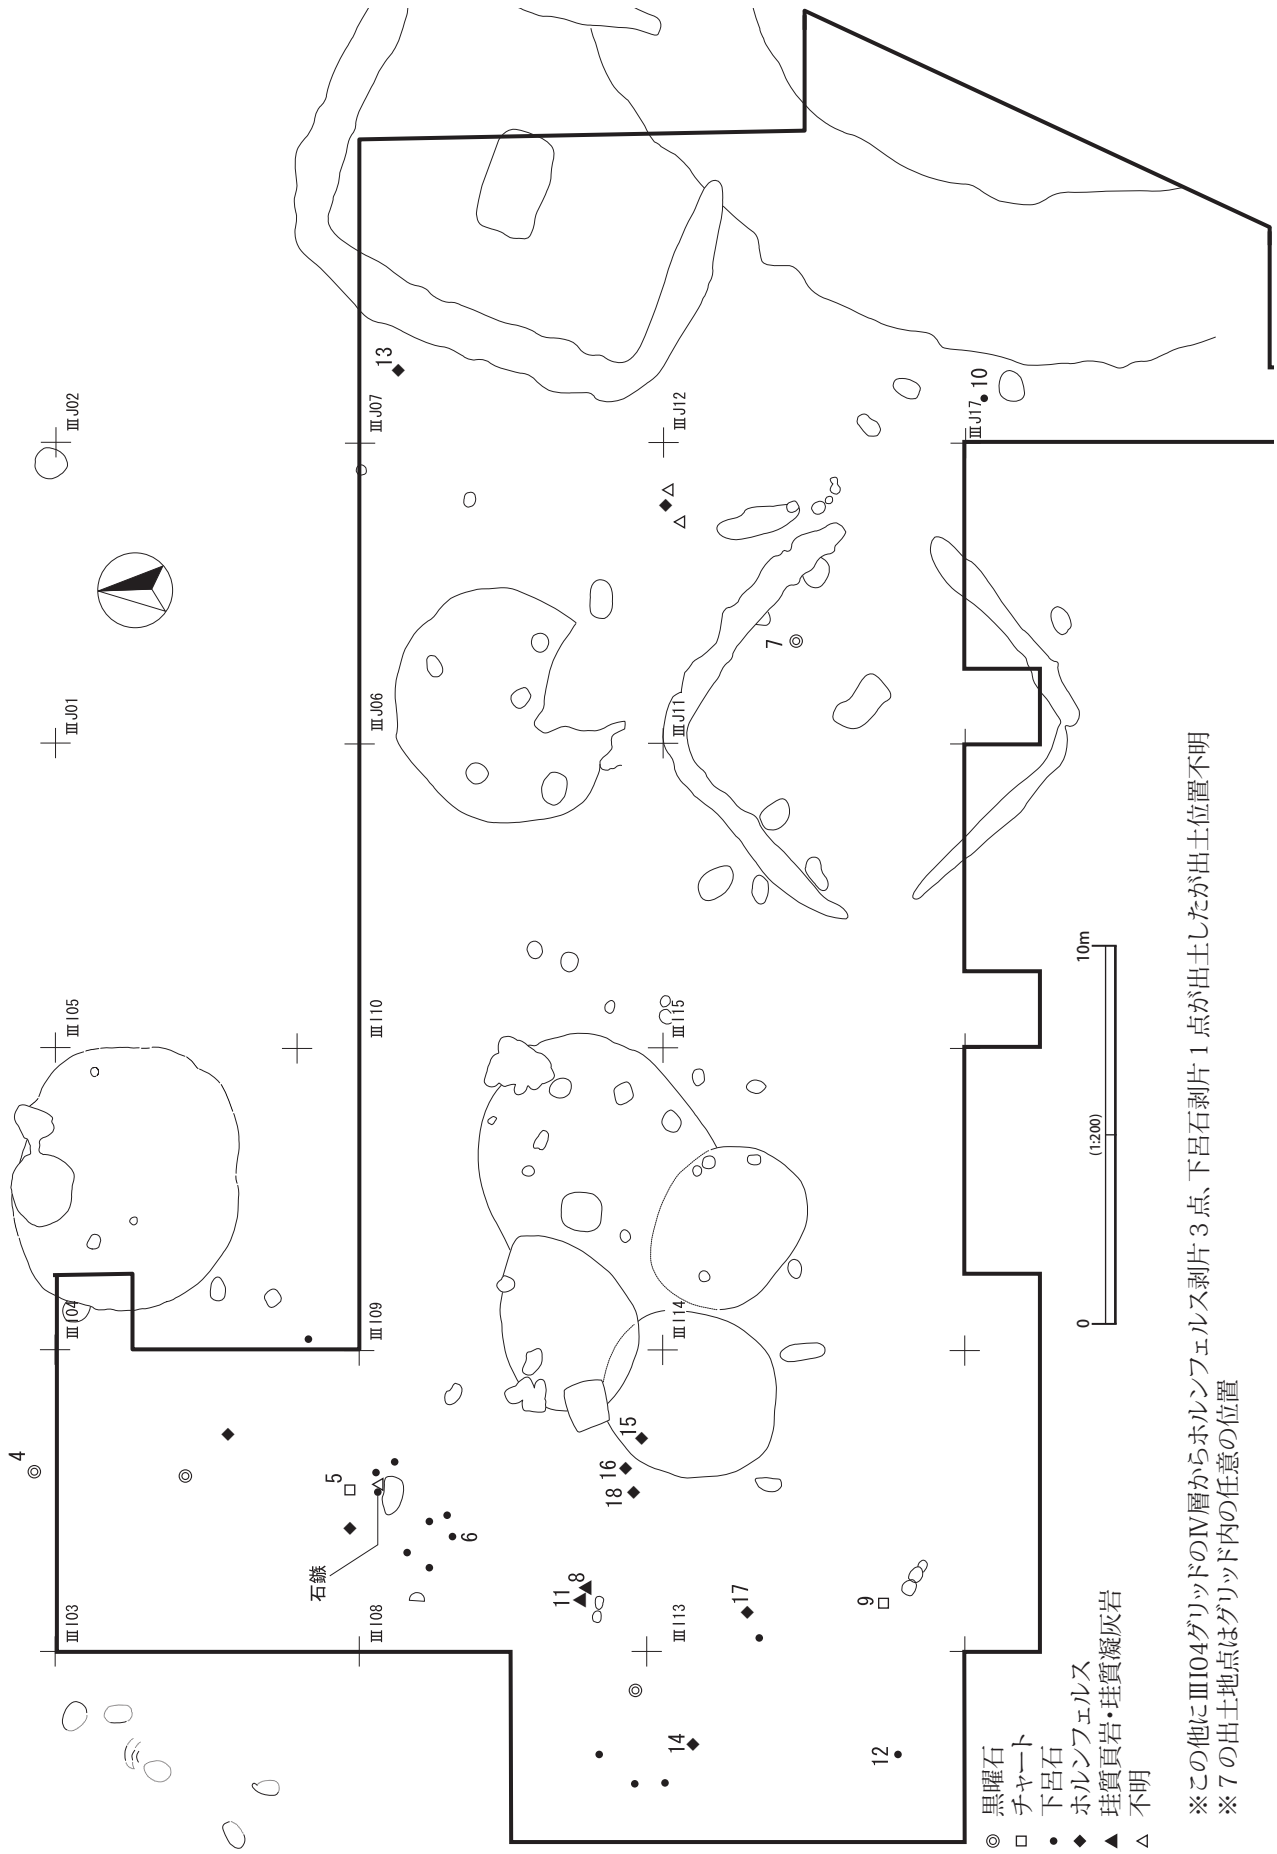 ⅢJ02
ⅢJ01
ⅢI05
ⅢI04
ⅢI03
ⅢJ07
ⅢJ06
ⅢI10
ⅢI09
ⅢI08
ⅢJ12
ⅢJ11
ⅢI15
ⅢI14
ⅢI13
ⅢJ17
4
5
石鏃
6
7
8
11
9
10
12
13
14
15
16
18
17
黒曜石
チャート
下呂石
ホルンフェルス
珪質頁岩・珪質凝灰岩
不明
0
(1:200)
10m
※この他にⅢI04グリッドのⅣ層からホルンフェルス剥片3点、下呂石剥片1点が出土したが出土位置不明
※7の出土地点はグリッド内の任意の位置